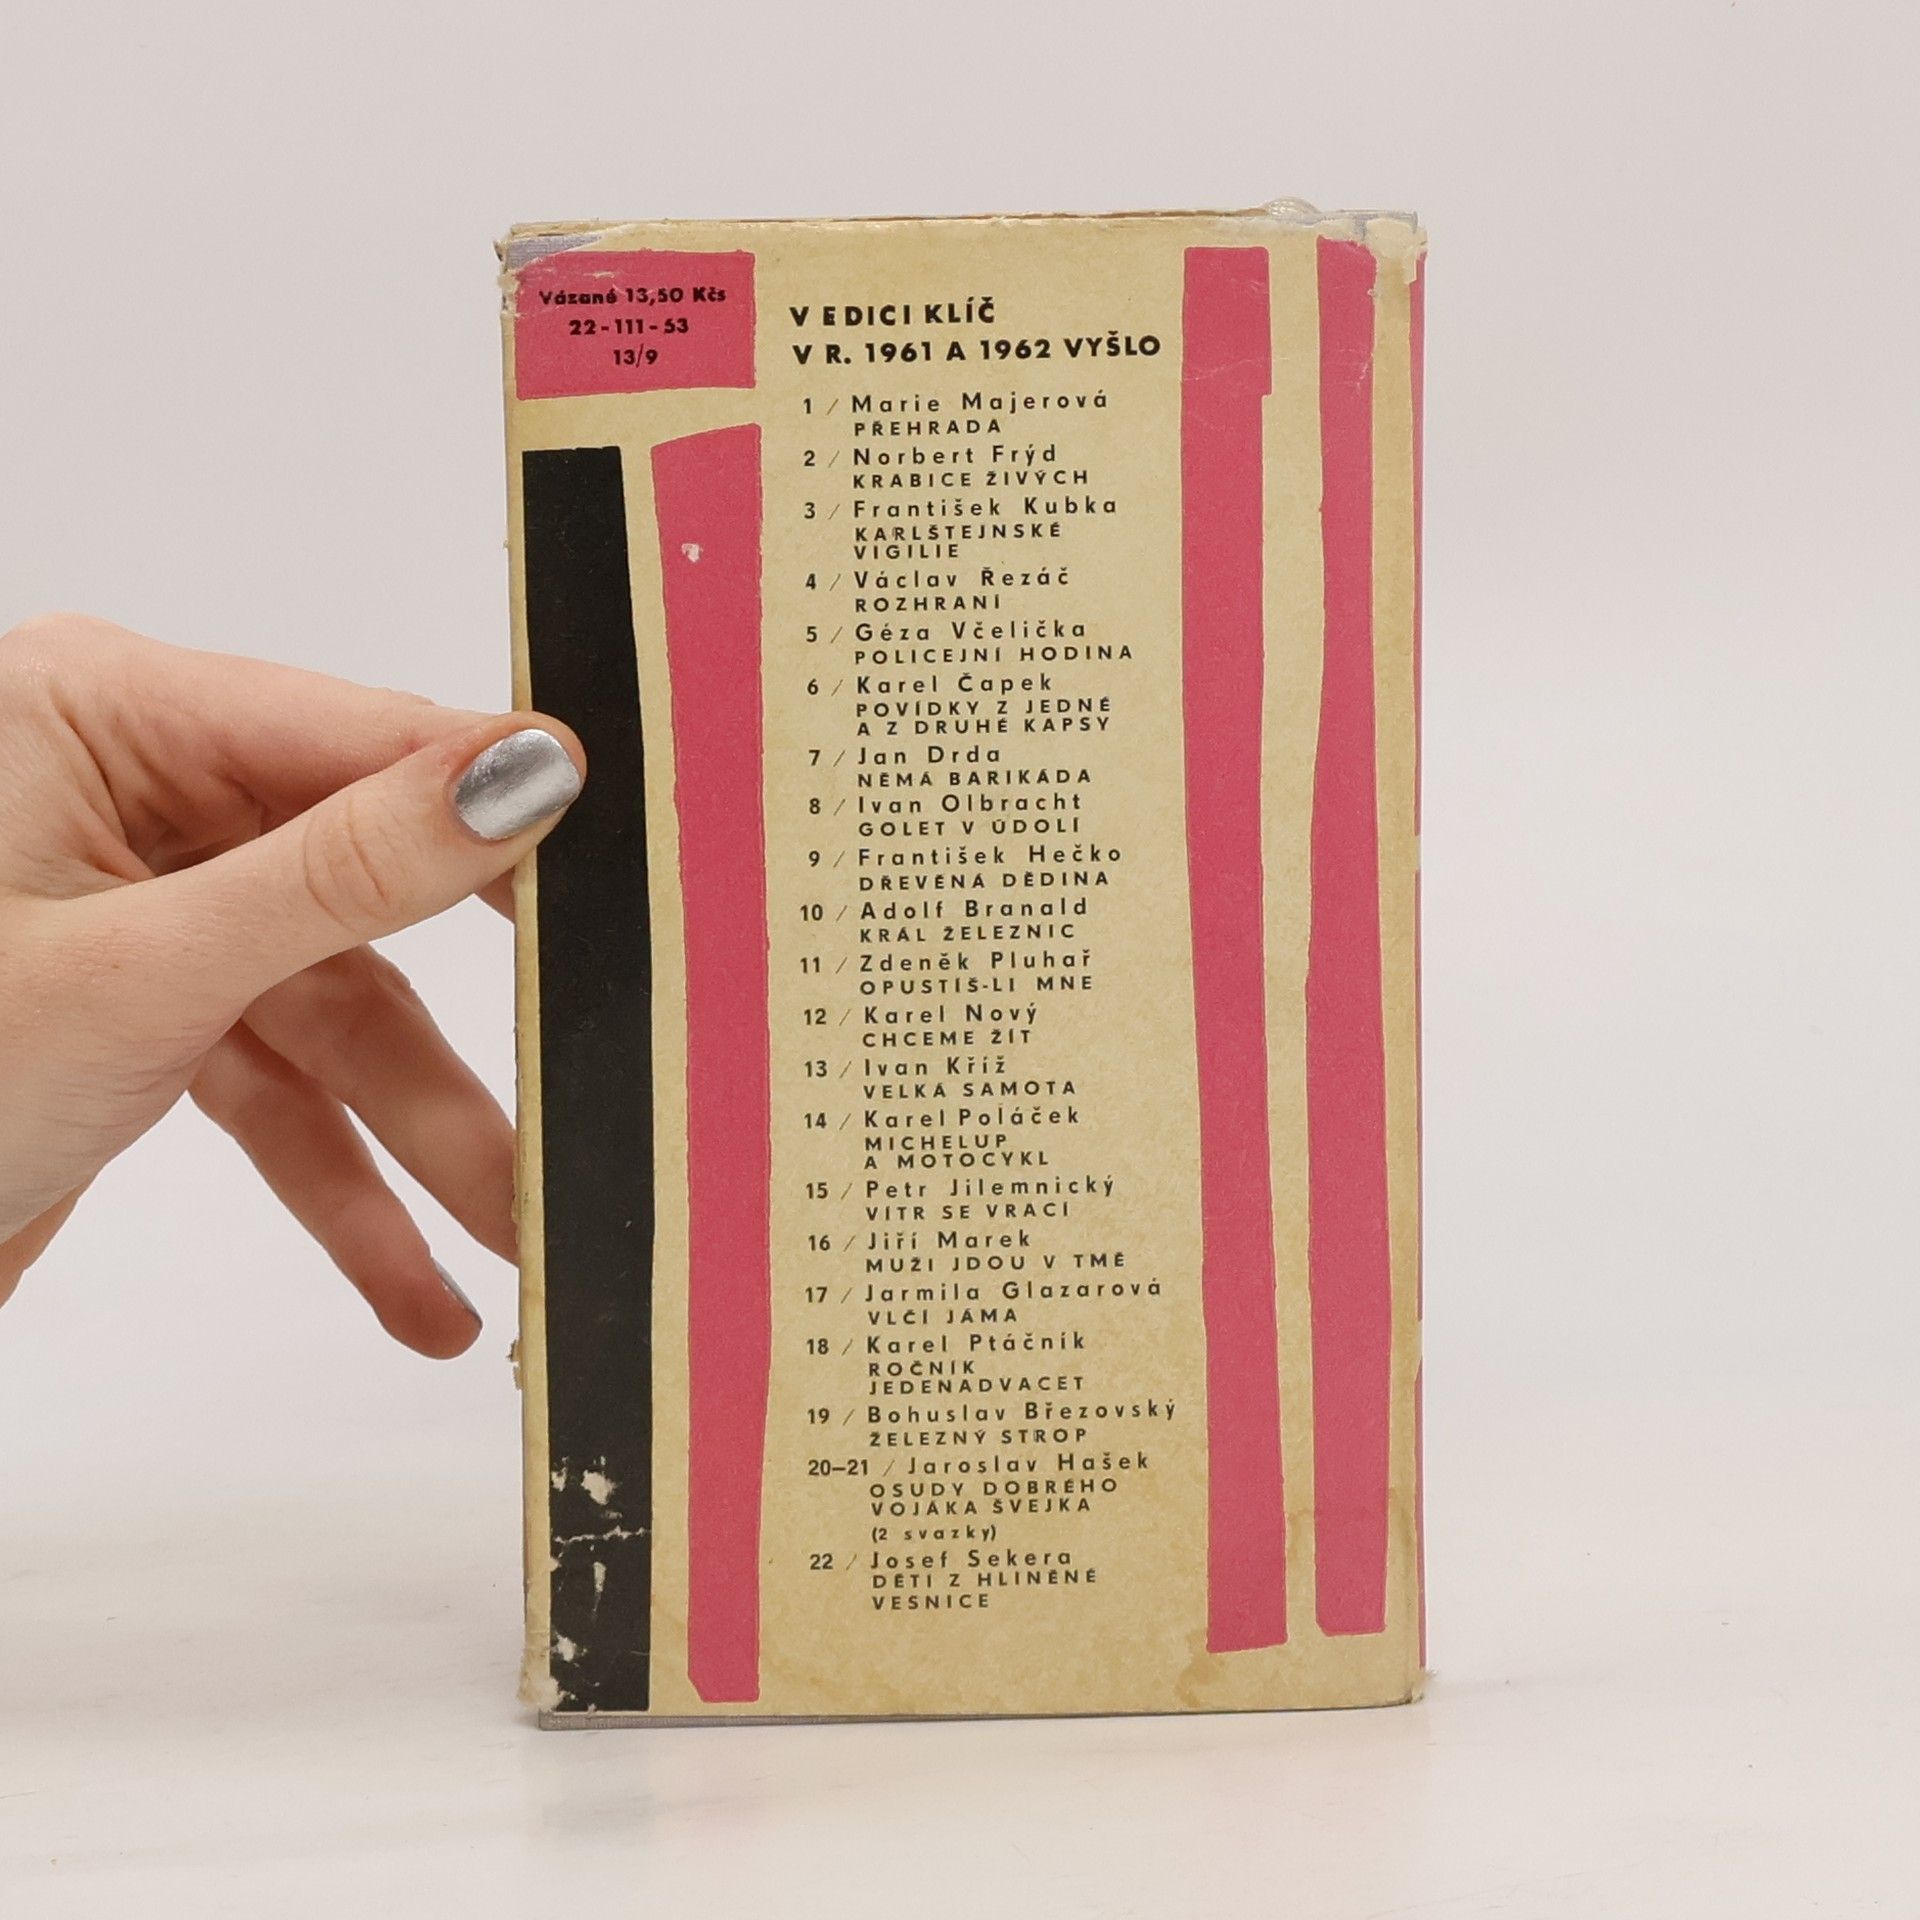 Vázané 13,50 Kčs
22-111-53
13/9
V EDICI KLÍČ
V R. 1961 A 1962 VYŠLO
1 / Marie Majerová
PŘEHRADA
2 / Norbert Frýd
KRABICE ŽIVÝCH
3 / František Kubka
KARLŠTEJNSKÉ
VIGILIE
4 / Václav Řezáč
ROZHRANÍ
5 / Géza Včelička
POLICEJNÍ HODINA
6 / Karel Čapek
POVÍDKY Z JEDNÉ
A Z DRUHÉ KAPSY
7 / Jan Drda
NĚMÁ BARIKÁDA
8 / Ivan Olbracht
GOLET V ÚDOLÍ
9 / František Hečko
DŘEVĚNÁ DĚDINA
10 / Adolf Branald
KRÁL ŽELEZNIC
11 / Zdeněk Pluhař
OPUSTÍŠ-LI MNE
12 / Karel Nový
CHCEME ŽÍT
13 / Ivan Kříž
VELKÁ SAMOTA
14 / Karel Poláček
MICHELUP
A MOTOCYKL
15 / Petr Jilemnický
VÍTR SE VRACÍ
16 / Jiří Marek
MUŽI JDOU V TMĚ
17 / Jarmila Glazarová
VLČÍ JÁMA
18 / Karel Ptáčník
ROČNÍK
JEDENADVACET
19 / Bohuslav Březovský
ŽELEZNÝ STROP
20–21 / Jaroslav Hašek
OSUDY DOBRÉHO
VOJÁKA ŠVEJKA
(2 svazky)
22 / Josef Sekera
DĚTI Z HLINĚNÉ
VESNICE